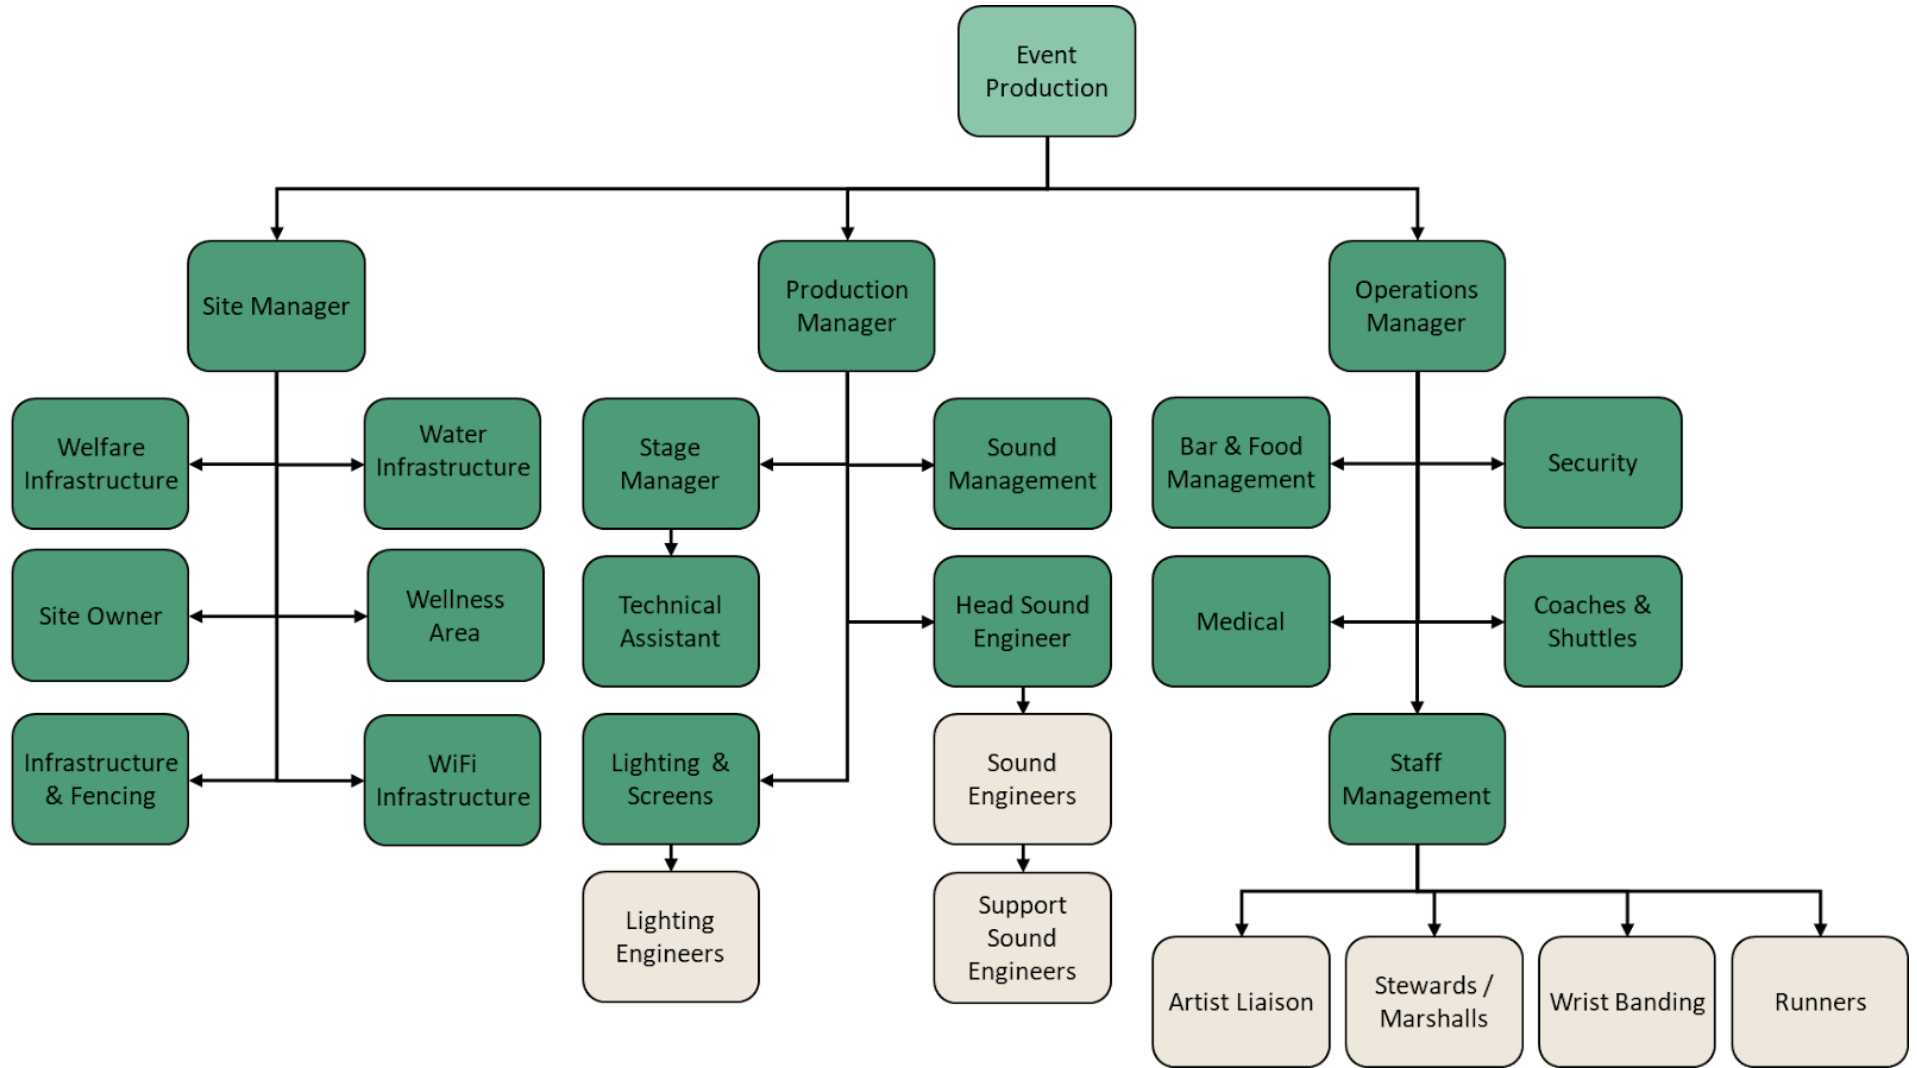 Event
Production
Site Manager
Production
Manager
Operations
Manager
Welfare
Infrastructure
Water
Infrastructure
Stage
Manager
Sound
Management
Bar & Food
Management
Security
Site Owner
Wellness
Area
Technical
Assistant
Head Sound
Engineer
Medical
Coaches &
Shuttles
Infrastructure
& Fencing
WiFi
Infrastructure
Lighting &
Screens
Sound
Engineers
Staff
Management
Lighting
Engineers
Support
Sound
Engineers
Artist Liaison
Stewards /
Marshalls
Wrist Banding
Runners